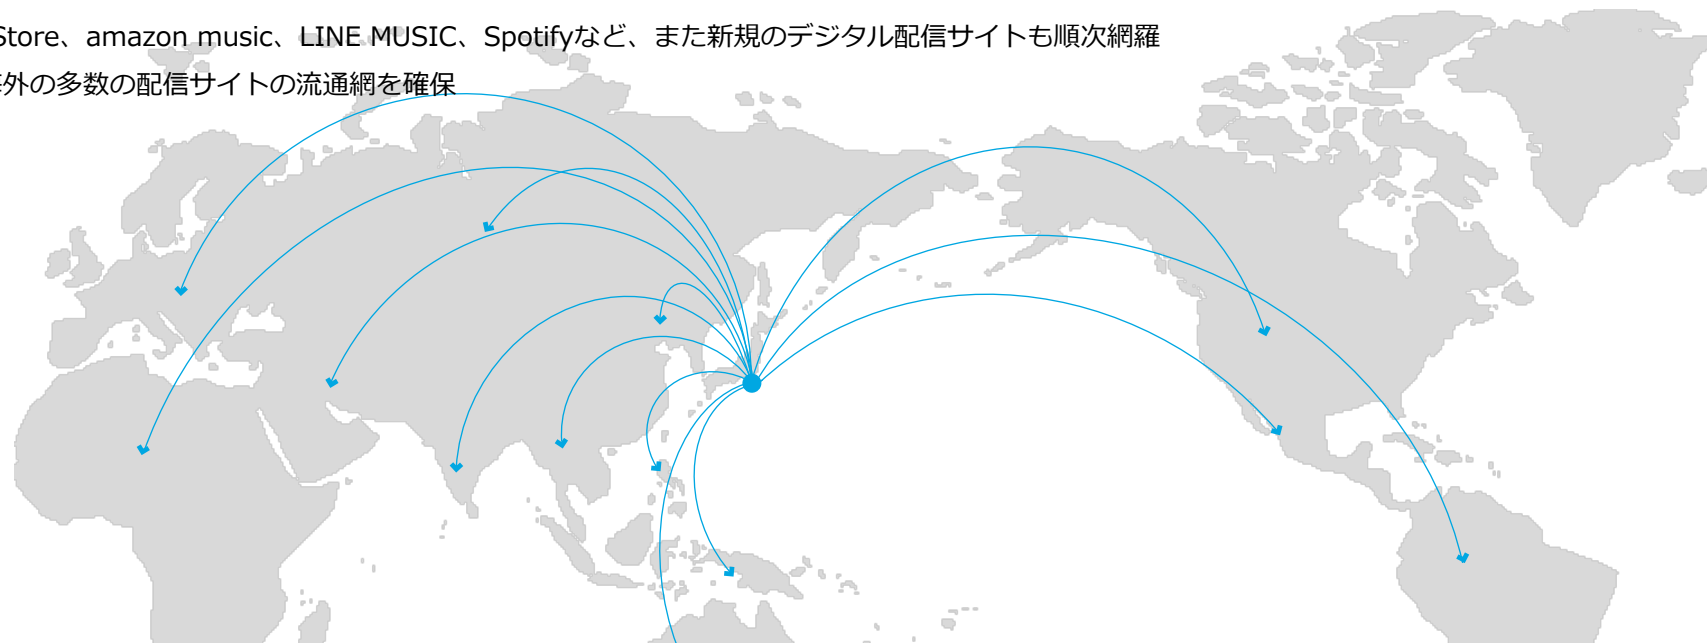 Store、amazon music、LINE MUSIC、Spotifyなど、また新規のデジタル配信サイトも順次網羅
外の多数の配信サイトの流通網を確保